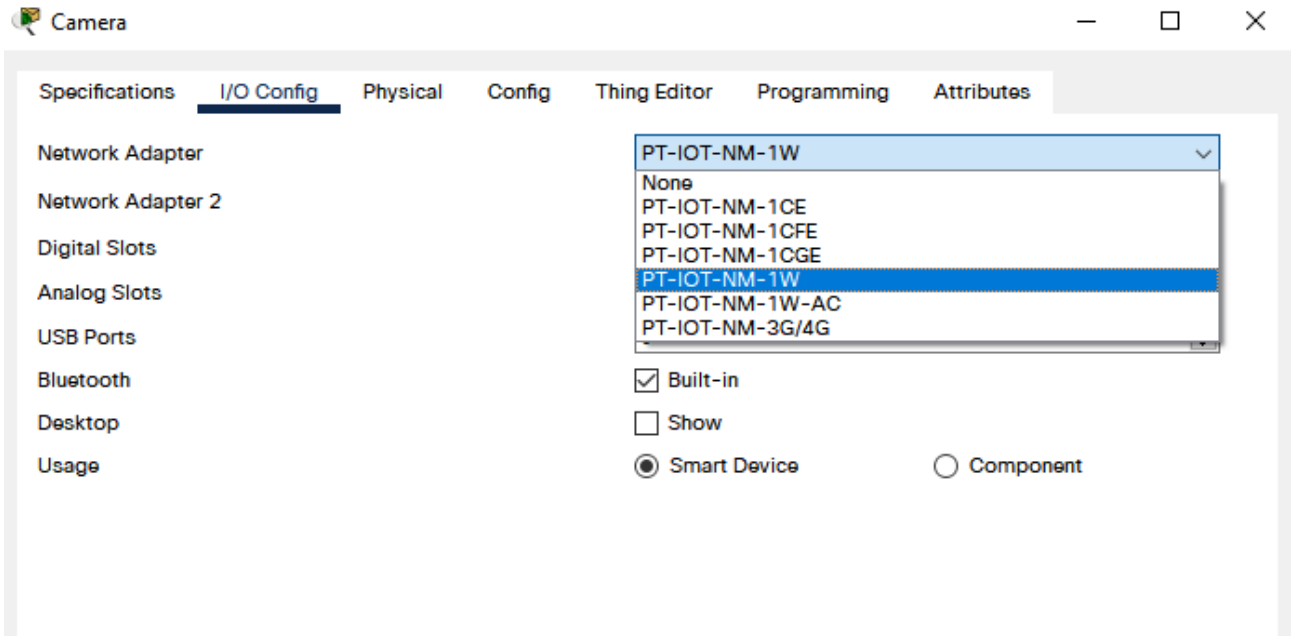 Camera
Specifications I/O Config Physical Config Thing Editor Programming Attributes
Network Adapter PT-IOT-NM-1W
None
Network Adapter 2
PT-IOT-NM-1CE
PT-IOT-NM-1CFE
Digital Slots
PT-IOT-NM-1CGE
PT-IOT-NM-1W
Analog Slots
PT-IOT-NM-1W-AC
PT-IOT-NM-3G/4G
USB Ports
Bluetooth Built-in
Desktop Show
Usage Smart Device Component